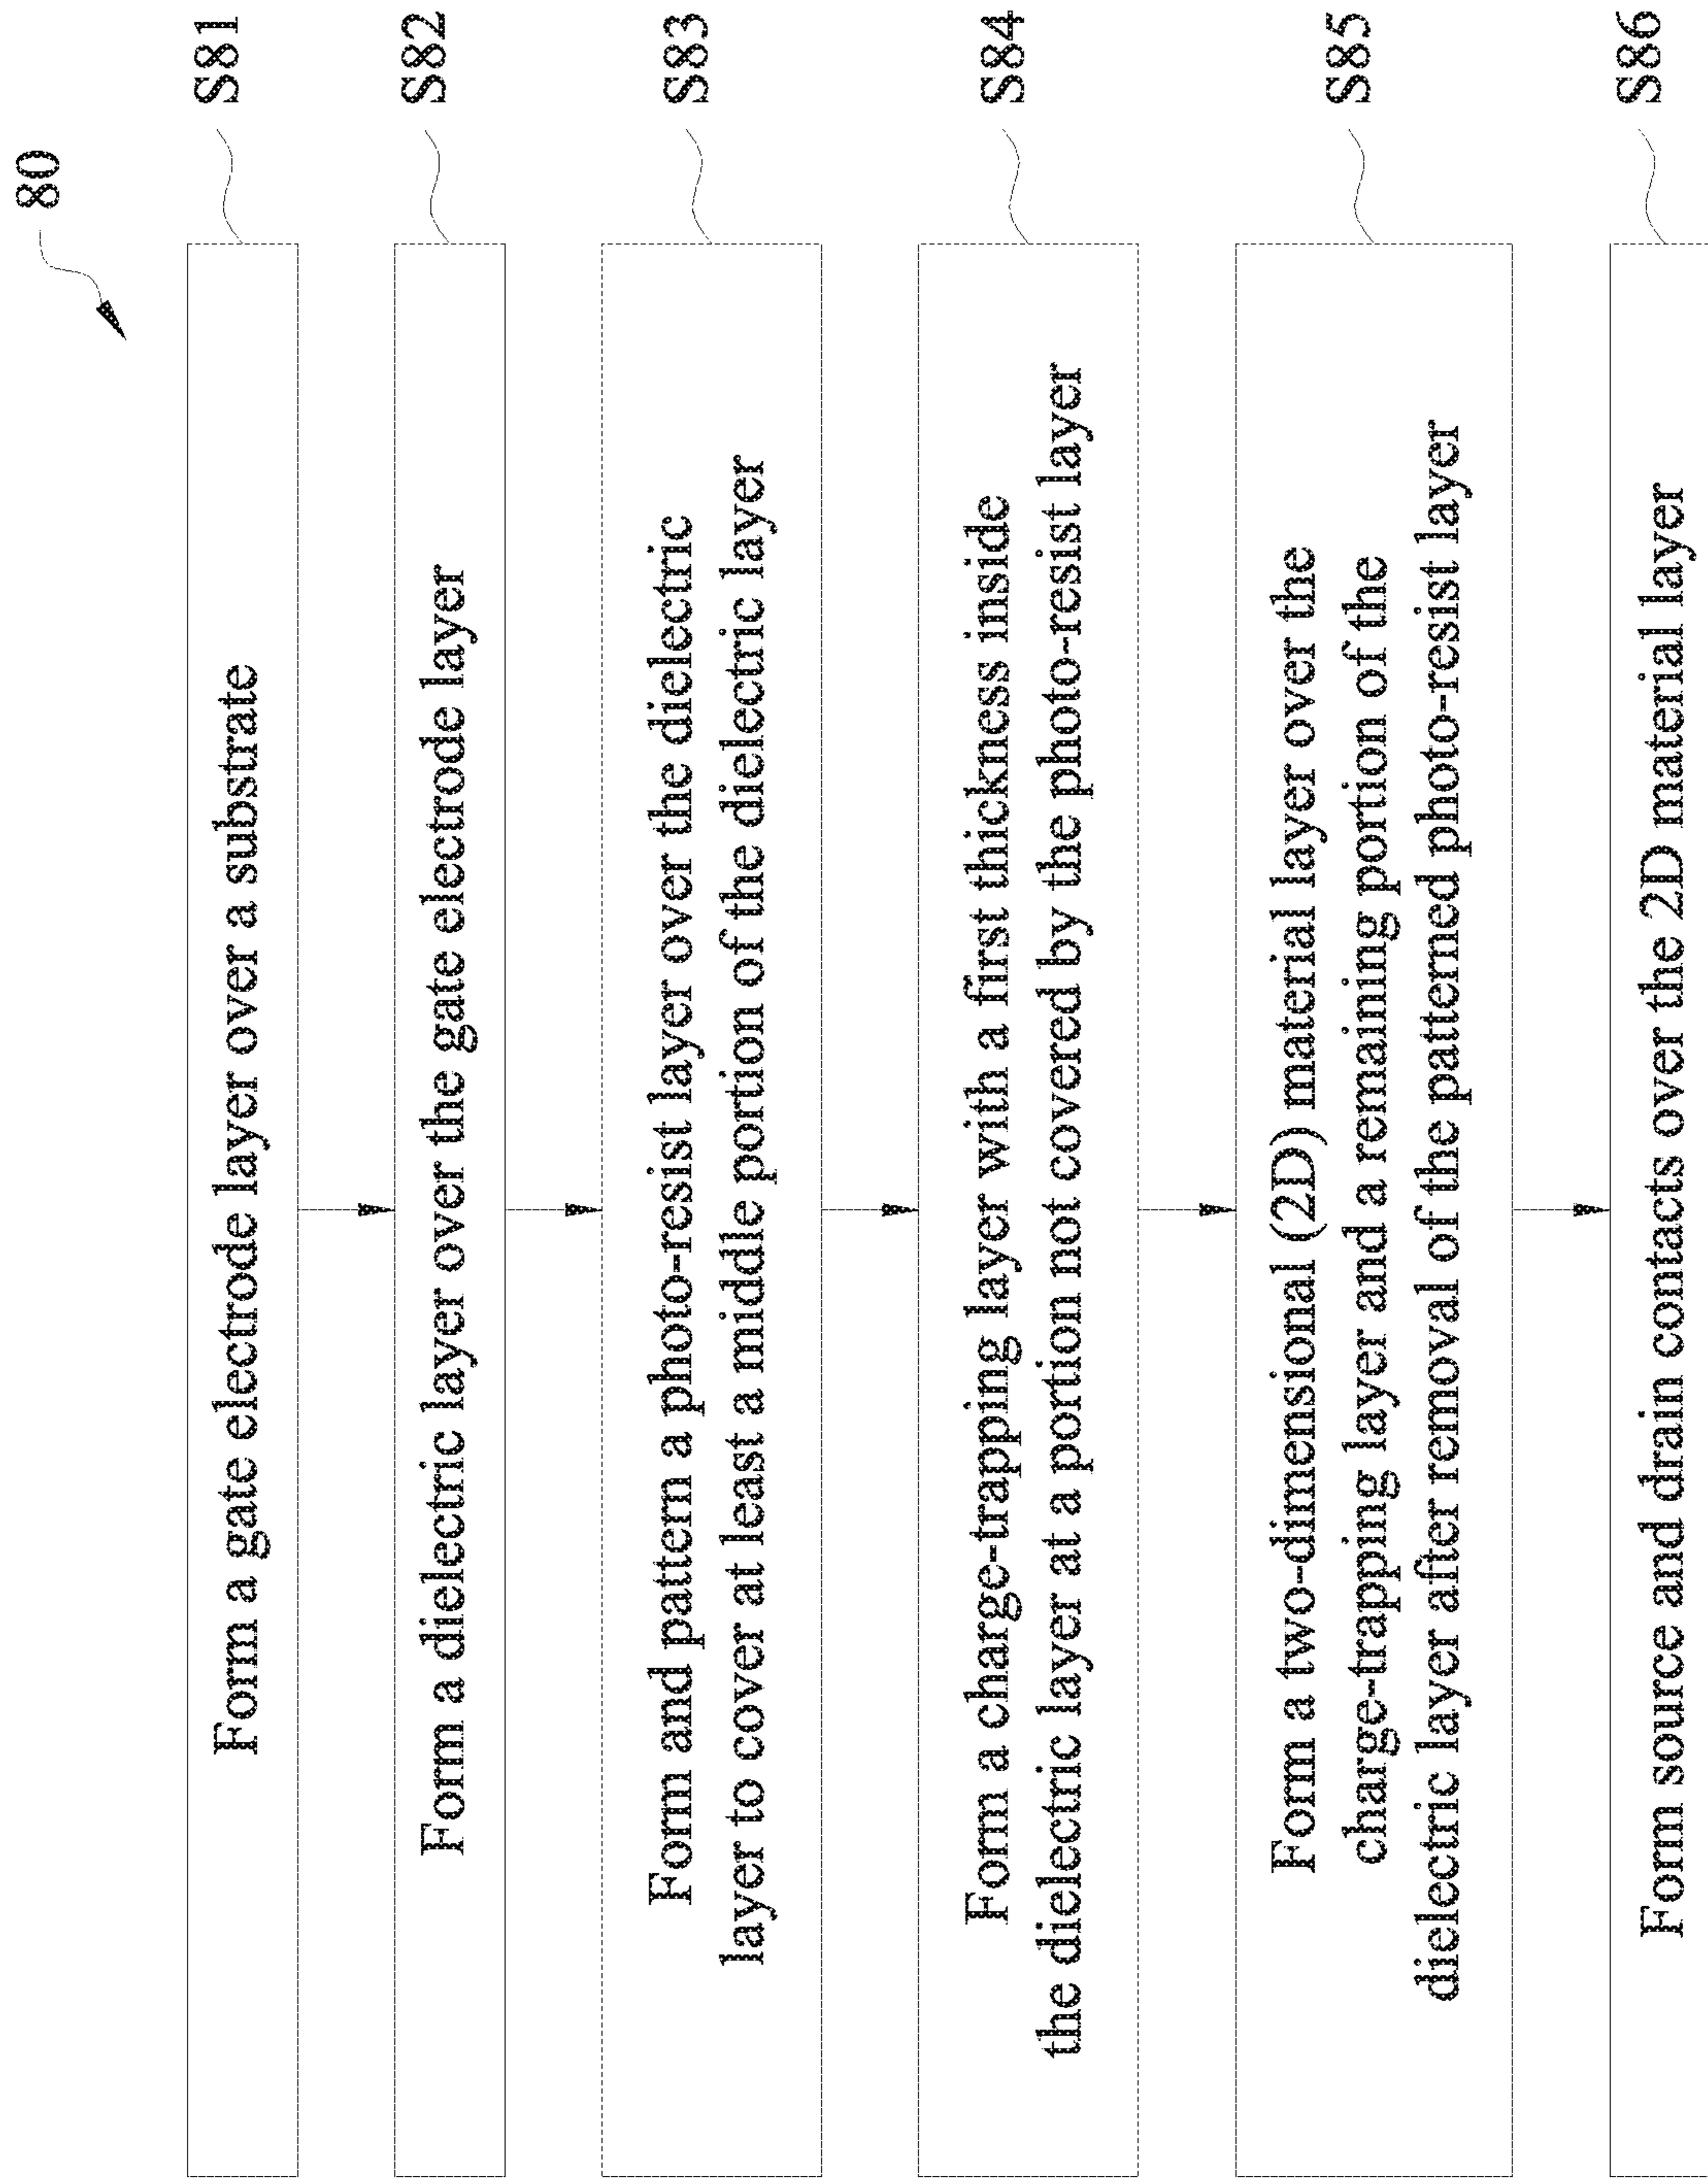 80
Form a gate electrode layer over a substrate
S81
Form a dielectric layer over the gate electrode layer
S82
Form and pattern a photo-resist layer over the dielectric
layer to cover at least a middle portion of the dielectric layer
S83
Form a charge-trapping layer with a first thickness inside
the dielectric layer at a portion not covered by the photo-resist layer
S84
Form a two-dimensional (2D) material layer over the
charge-trapping layer and a remaining portion of the
dielectric layer after removal of the patterned photo-resist layer
S85
Form source and drain contacts over the 2D material layer
S86